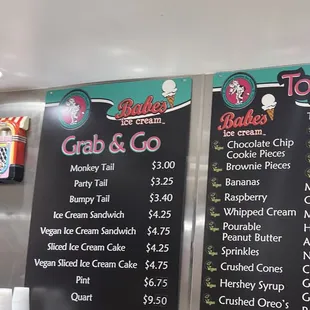 Babe's
ice cream
Grab & Go
Monkey Tail $3.00
Party Tail $3.25
Bumpy Tail $3.40
Ice Cream Sandwich $4.25
Vegan Ice Cream Sandwich $4.75
Sliced Ice Cream Cake $4.25
Vegan Sliced Ice Cream Cake $4.75
Pint $6.75
Quart $9.50
To
Babe's
ice cream
Chocolate Chip
Cookie Pieces
Brownie Pieces
Bananas
Raspberry
Whipped Cream
Pourable
Peanut Butter
Sprinkles
Crushed Cones
Hershey Syrup
Crushed Oreo's